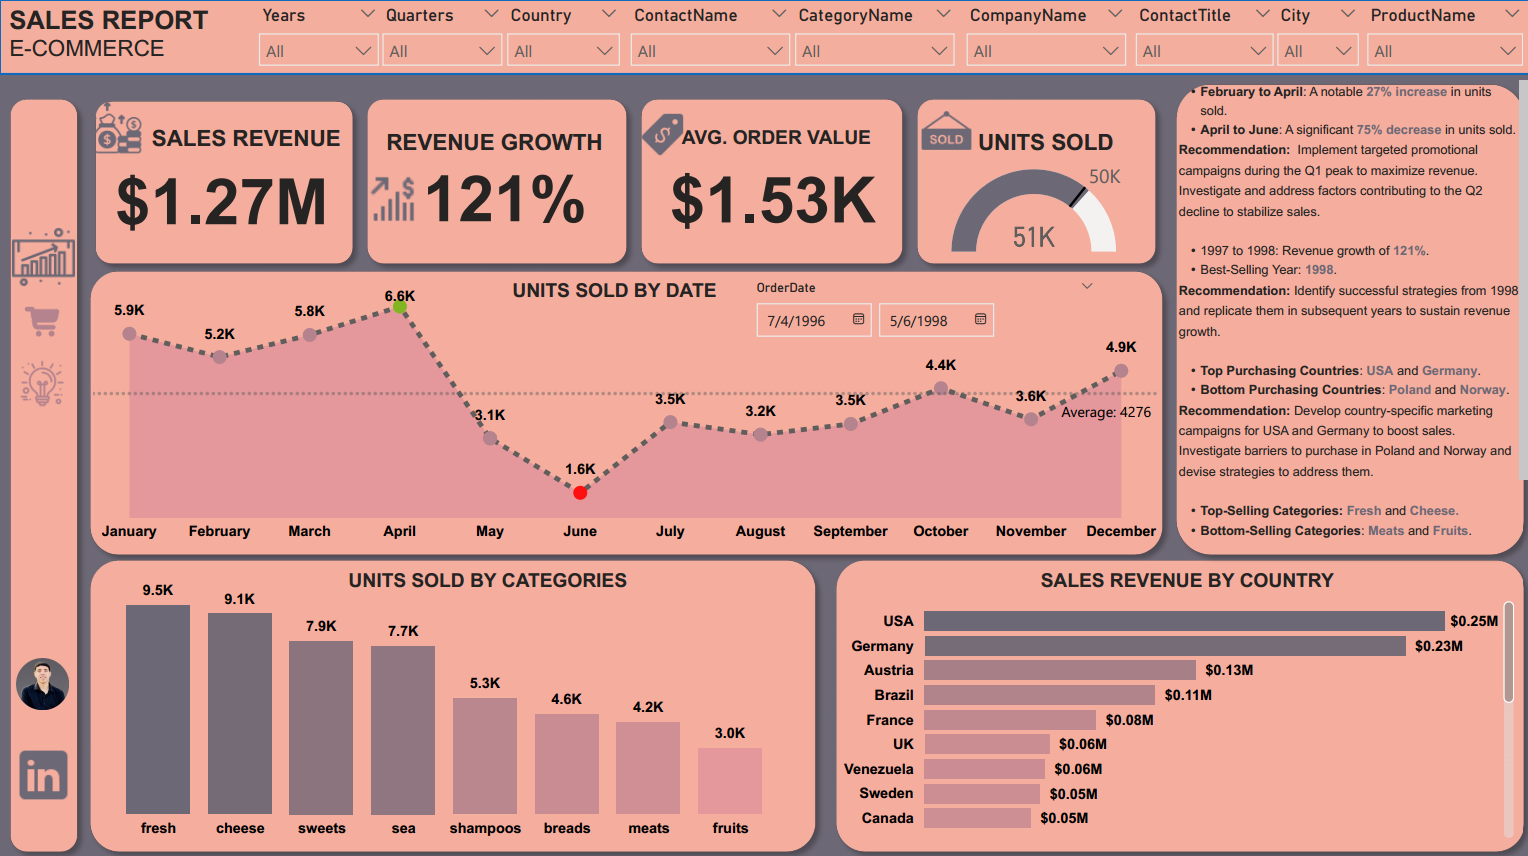 SALES REPORT
E-COMMERCE
Years
All
Quarters
All
Country
All
ContactName
All
CategoryName
All
CompanyName
All
ContactTitle
All
City
All
ProductName
All
SALES REVENUE
$1.27M
REVENUE GROWTH
121%
AVG. ORDER VALUE
$1.53K
SOLD
UNITS SOLD
50K
51K
• February to April: A notable 27% increase in units
sold.
• April to June: A significant 75% decrease in units sold.
Recommendation: Implement targeted promotional
campaigns during the Q1 peak to maximize revenue.
Investigate and address factors contributing to the Q2
decline to stabilize sales.
• 1997 to 1998: Revenue growth of 121%.
• Best-Selling Year: 1998.
Recommendation: Identify successful strategies from 1998
and replicate them in subsequent years to sustain revenue
growth.
• Top Purchasing Countries: USA and Germany.
• Bottom Purchasing Countries: Poland and Norway.
Recommendation: Develop country-specific marketing
campaigns for USA and Germany to boost sales.
Investigate barriers to purchase in Poland and Norway and
devise strategies to address them.
• Top-Selling Categories: Fresh and Cheese.
• Bottom-Selling Categories: Meats and Fruits.
UNITS SOLD BY DATE
OrderDate
7/4/1996
5/6/1998
5.9K
5.2K
5.8K
6.6K
3.1K
1.6K
3.5K
3.2K
3.5K
4.4K
3.6K
4.9K
Average: 4276
January February March April May June July August September October November December
UNITS SOLD BY CATEGORIES
9.5K
9.1K
7.9K
7.7K
5.3K
4.6K
4.2K
3.0K
fresh cheese sweets sea shampoos breads meats fruits
SALES REVENUE BY COUNTRY
USA $0.25M
Germany $0.23M
Austria $0.13M
Brazil $0.11M
France $0.08M
UK $0.06M
Venezuela $0.06M
Sweden $0.05M
Canada $0.05M
in